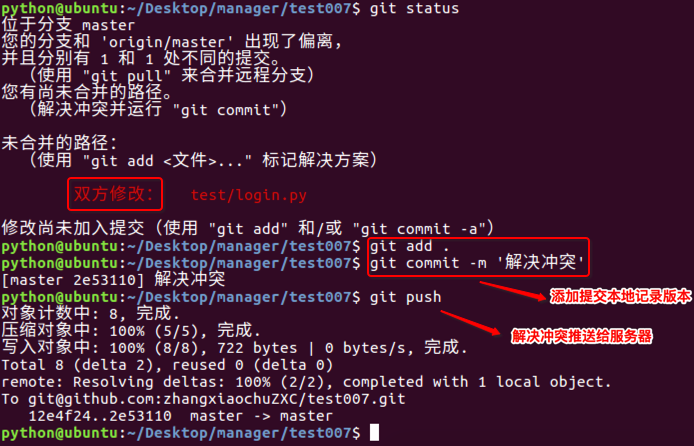 python@ubuntu:~/Desktop/manager/test007$ git status
位于分支 master
您的分支和 'origin/master' 出现了偏离，
并且分别有 1 和 1 处不同的提交。
（使用 "git pull" 来合并远程分支）
您有尚未合并的路径。
（解决冲突并运行 "git commit"）
未合并的路径：
（使用 "git add <文件>..." 标记解决方案）
双方修改： test/login.py
修改尚未加入提交（使用 "git add" 和/或 "git commit -a"）
python@ubuntu:~/Desktop/manager/test007$ git add .
python@ubuntu:~/Desktop/manager/test007$ git commit -m '解决冲突'
[master 2e53110] 解决冲突
添加提交本地记录版本
python@ubuntu:~/Desktop/manager/test007$ git push
对象计数中: 8, 完成.
压缩对象中: 100% (5/5), 完成.
解决冲突推送给服务器
写入对象中: 100% (8/8), 722 bytes | 0 bytes/s, 完成.
Total 8 (delta 2), reused 0 (delta 0)
remote: Resolving deltas: 100% (2/2), completed with 1 local object.
To git@github.com:zhangxiaochuZXC/test007.git
12e4f24..2e53110 master -> master
python@ubuntu:~/Desktop/manager/test007$